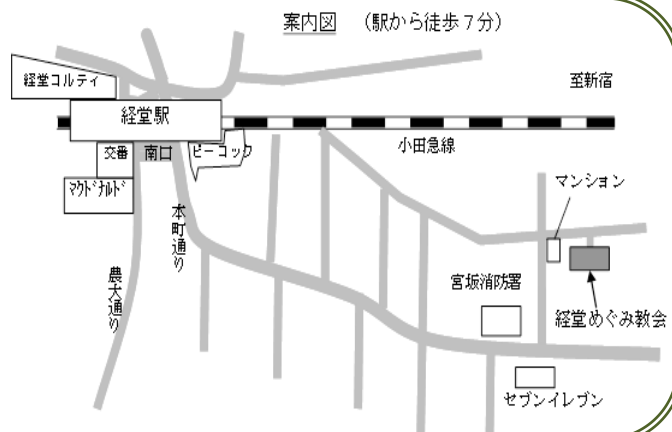 案内図 (駅から徒歩７分)
経堂コルティ
至新宿
経堂駅
小田急線
交番
南口
ピーコック
マクドナルド
マンション
本町通り
農大通り
宮坂消防署
経堂めぐみ教会
セブンイレブン